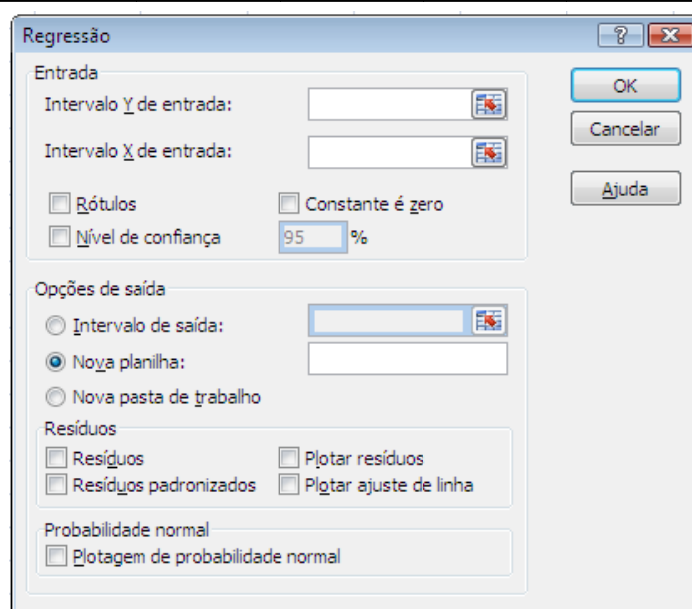 Regressão
Entrada
Intervalo Y de entrada:
Intervalo X de entrada:
Rótulos
Constante é zero
Nível de confiança
95 %
Opções de saída
Intervalo de saída:
Nova planilha:
Nova pasta de trabalho
Resíduos
Resíduos
Plotar resíduos
Resíduos padronizados
Plotar ajuste de linha
Probabilidade normal
Plotagem de probabilidade normal
OK
Cancelar
Ajuda